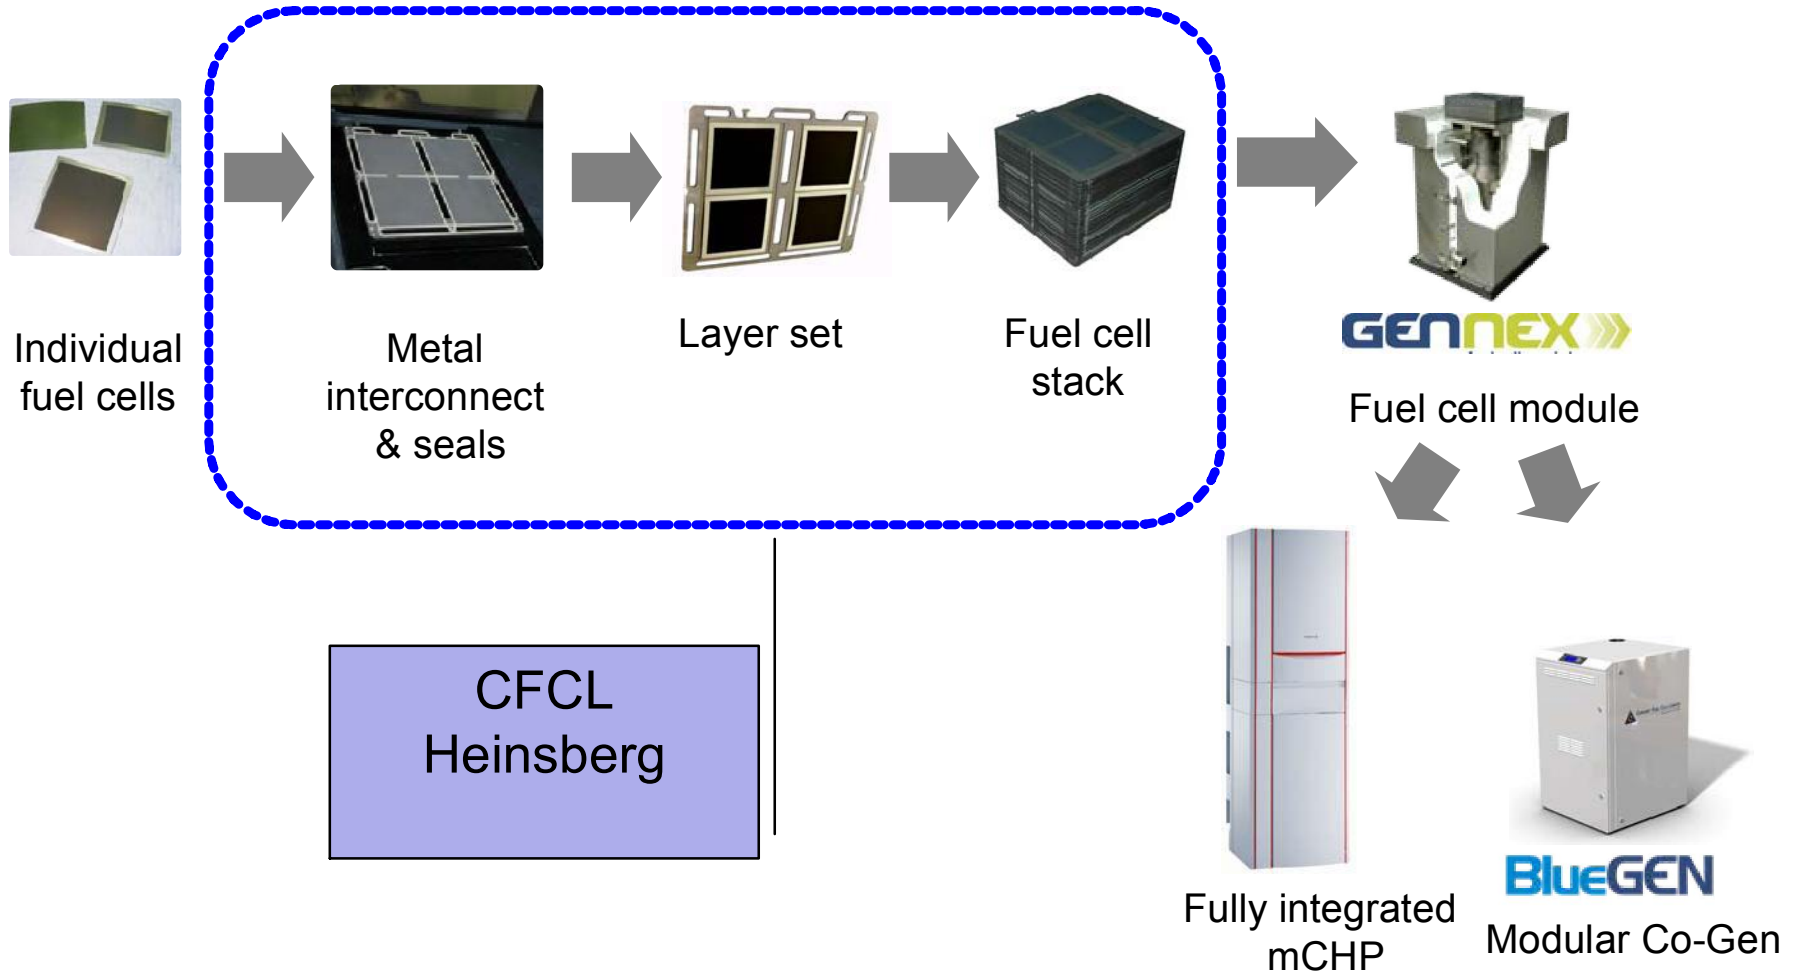 Individual
fuel cells
Metal
interconnect
& seals
Layer set
Fuel cell
stack
GENNEX
Fuel cell module
CFCL
Heinsberg
Fully integrated
mCHP
BlueGEN
Modular Co-Gen